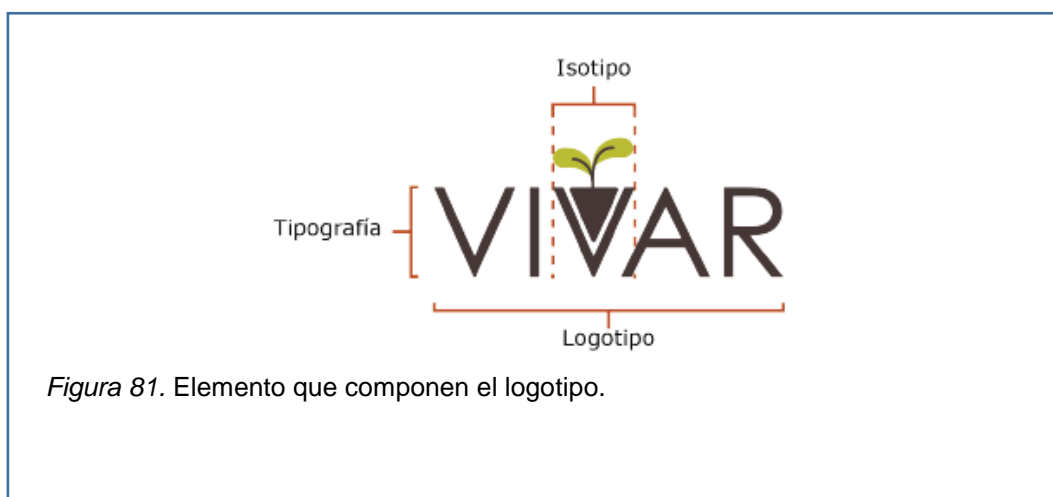 Isotipo
Tipografía
VIVAR
Logotipo
Figura 81. Elemento que componen el logotipo.